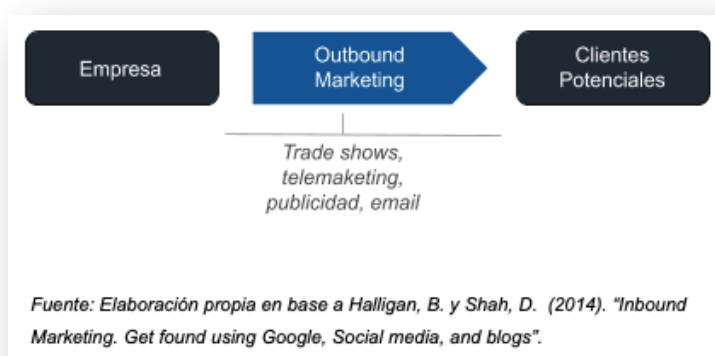 Empresa
Outbound
Marketing
Clientes
Potenciales
Trade shows,
telemaketing,
publicidad, email
Fuente: Elaboración propia en base a Halligan, B. y Shah, D. (2014). "Inbound
Marketing. Get found using Google, Social media, and blogs".